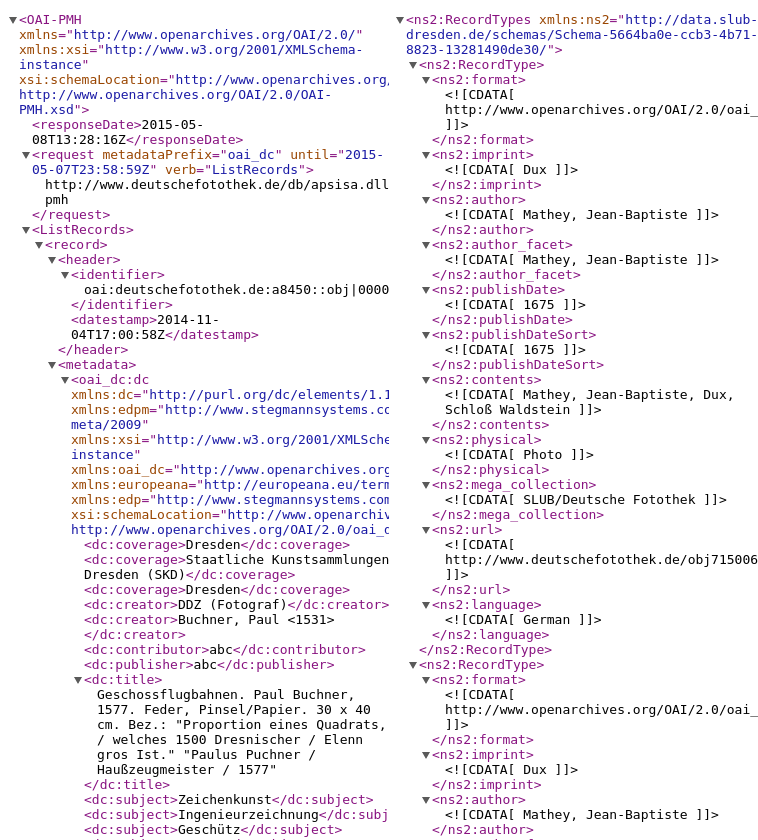 ▼<OAI-PMH
xmlns="http://www.openarchives.org/OAI/2.0/"
xmlns:xsi="http://www.w3.org/2001/XMLSchema-
instance"
xsi:schemaLocation="http://www.openarchives.org,
http://www.openarchives.org/OAI/2.0/OAI-
PMH.xsd">
<responseDate>2015-05-
08T13:28:16Z</responseDate>
▼<request metadataPrefix="oai_dc" until="2015-
05-07T23:58:59Z" verb="ListRecords">
http://www.deutschefotothek.de/db/apsisa.dll
pmh
</request>
▼<ListRecords>
▼<record>
▼<header>
▼<identifier>
oai:deutschefotothek.de:a8450::obj|0000
</identifier>
<datestamp>2014-11-
04T17:00:58Z</datestamp>
</header>
▼<metadata>
▼<oai_dc:dc
xmlns:dc="http://purl.org/dc/elements/1.1
xmlns:edpm="http://www.stegmannsystems.co
meta/2009"
xmlns:xsi="http://www.w3.org/2001/XMLSche
instance"
xmlns:oai_dc="http://www.openarchives.org
xmlns:europeana="http://europeana.eu/term
xmlns:edp="http://www.stegmannsystems.com
xsi:schemaLocation="http://www.openarchiv
http://www.openarchives.org/OAI/2.0/oai_d
<dc:coverage>Dresden</dc:coverage>
<dc:coverage>Staatliche Kunstsammlungen
Dresden (SKD)</dc:coverage>
<dc:coverage>Dresden</dc:coverage>
<dc:creator>DDZ (Fotograf)</dc:creator>
<dc:creator>Buchner, Paul <1531>
</dc:creator>
<dc:contributor>abc</dc:contributor>
<dc:publisher>abc</dc:publisher>
▼<dc:title>
Geschossflugbahnen. Paul Buchner,
1577. Feder, Pinsel/Papier. 30 x 40
cm. Bez.: "Proportion eines Quadrats,
/ welches 1500 Dresnischer / Elenn
gros Ist." "Paulus Puchner /
Haußzeugmeister / 1577"
</dc:title>
<dc:subject>Zeichenkunst</dc:subject>
<dc:subject>Ingenieurzeichnung</dc:subj
<dc:subject>Geschütz</dc:subject>
▼<ns2:RecordTypes xmlns:ns2="http://data.slub-
dresden.de/schemas/Schema-5664ba0e-ccb3-4b71-
8823-13281490de30/">
▼<ns2:RecordType>
▼<ns2:format>
<![CDATA[
http://www.openarchives.org/OAI/2.0/oai_
]]>
</ns2:format>
▼<ns2:imprint>
<![CDATA[ Dux ]]>
</ns2:imprint>
▼<ns2:author>
<![CDATA[ Mathey, Jean-Baptiste ]]>
</ns2:author>
▼<ns2:author_facet>
<![CDATA[ Mathey, Jean-Baptiste ]]>
</ns2:author_facet>
▼<ns2:publishDate>
<![CDATA[ 1675 ]]>
</ns2:publishDate>
▼<ns2:publishDateSort>
<![CDATA[ 1675 ]]>
</ns2:publishDateSort>
▼<ns2:contents>
<![CDATA[ Mathey, Jean-Baptiste, Dux,
Schloß Waldstein ]]>
</ns2:contents>
▼<ns2:physical>
<![CDATA[ Photo ]]>
</ns2:physical>
▼<ns2:mega_collection>
<![CDATA[ SLUB/Deutsche Fotothek ]]>
</ns2:mega_collection>
▼<ns2:url>
<![CDATA[
http://www.deutschefotothek.de/obj715006
]]>
</ns2:url>
▼<ns2:language>
<![CDATA[ German ]]>
</ns2:language>
</ns2:RecordType>
▼<ns2:RecordType>
▼<ns2:format>
<![CDATA[
http://www.openarchives.org/OAI/2.0/oai_
]]>
</ns2:format>
▼<ns2:imprint>
<![CDATA[ Dux ]]>
</ns2:imprint>
▼<ns2:author>
<![CDATA[ Mathey, Jean-Baptiste ]]>
</ns2:author>